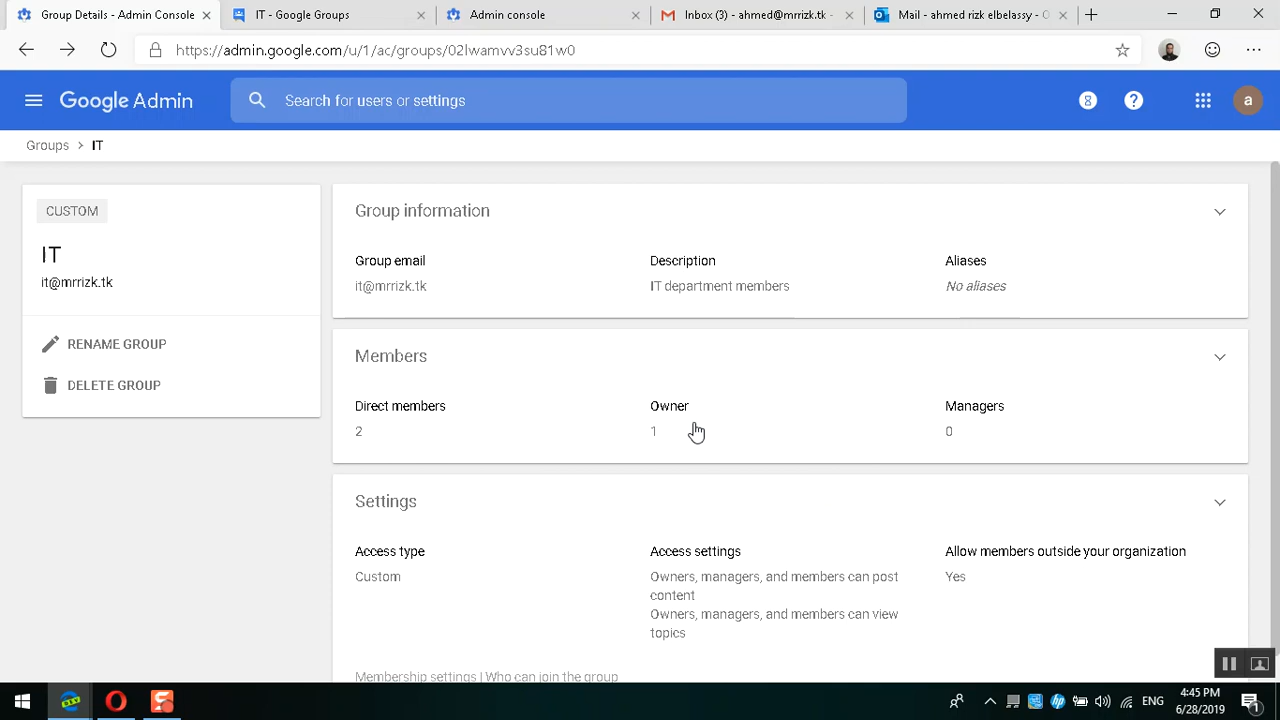 Group Details - Admin Console
IT - Google Groups
Admin console
Inbox (3) - ahmed@mrrizk.tk -
Mail - ahmed rizk elbelassy - O
https://admin.google.com/u/1/ac/groups/02lwamvv3su81w0
Google Admin
Search for users or settings
8
?
a
Groups > IT
CUSTOM
IT
it@mrrizk.tk
RENAME GROUP
DELETE GROUP
Group information
Group email
Description
Aliases
it@mrrizk.tk
IT department members
No aliases
Members
Direct members
Owner
Managers
2
1
0
Settings
Access type
Access settings
Allow members outside your organization
Custom
Owners, managers, and members can post
content
Owners, managers, and members can view
topics
Yes
Membership settings | Who can join the group
ENG
4:45 PM
6/28/2019
1